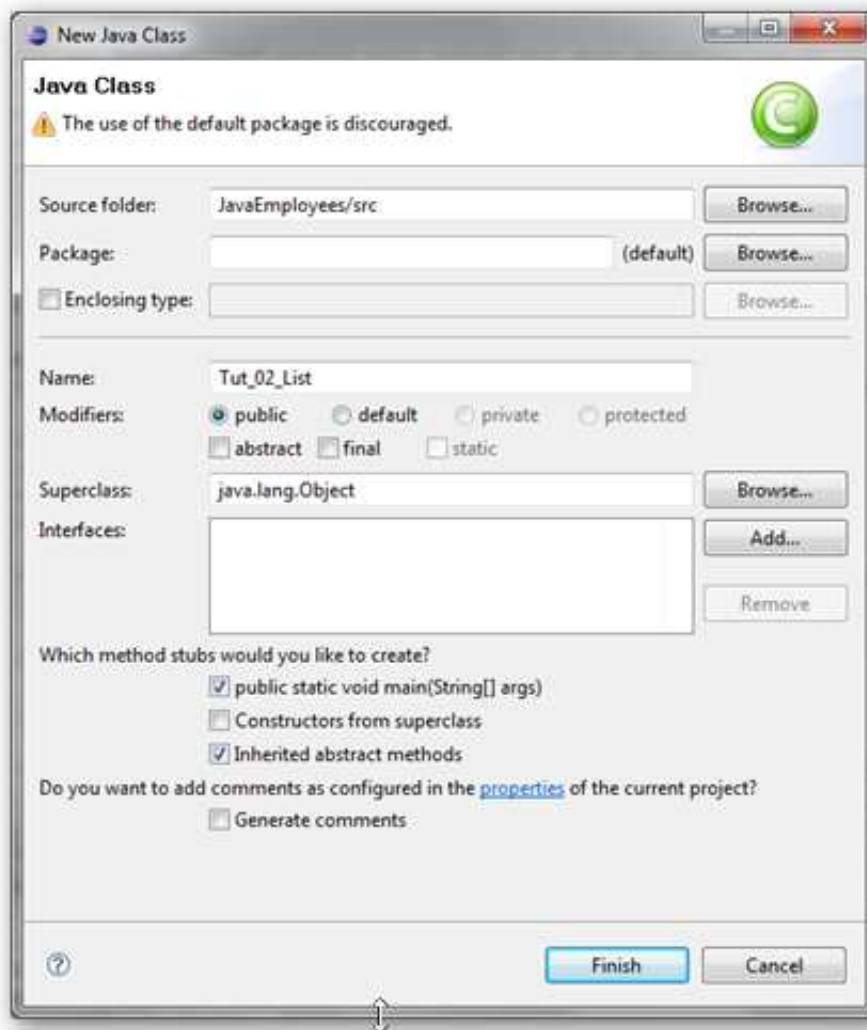 New Java Class
Java Class
The use of the default package is discouraged.
Source folder: JavaEmployees/src Browse...
Package: (default) Browse...
Enclosing type: Browse...
Name: Tut_02_List
Modifiers: public default private protected
abstract final static
Superclass: java.lang.Object Browse...
Interfaces: Add...
Remove
Which method stubs would you like to create?
public static void main(String[] args)
Constructors from superclass
Inherited abstract methods
Do you want to add comments as configured in the properties of the current project?
Generate comments
? Finish Cancel